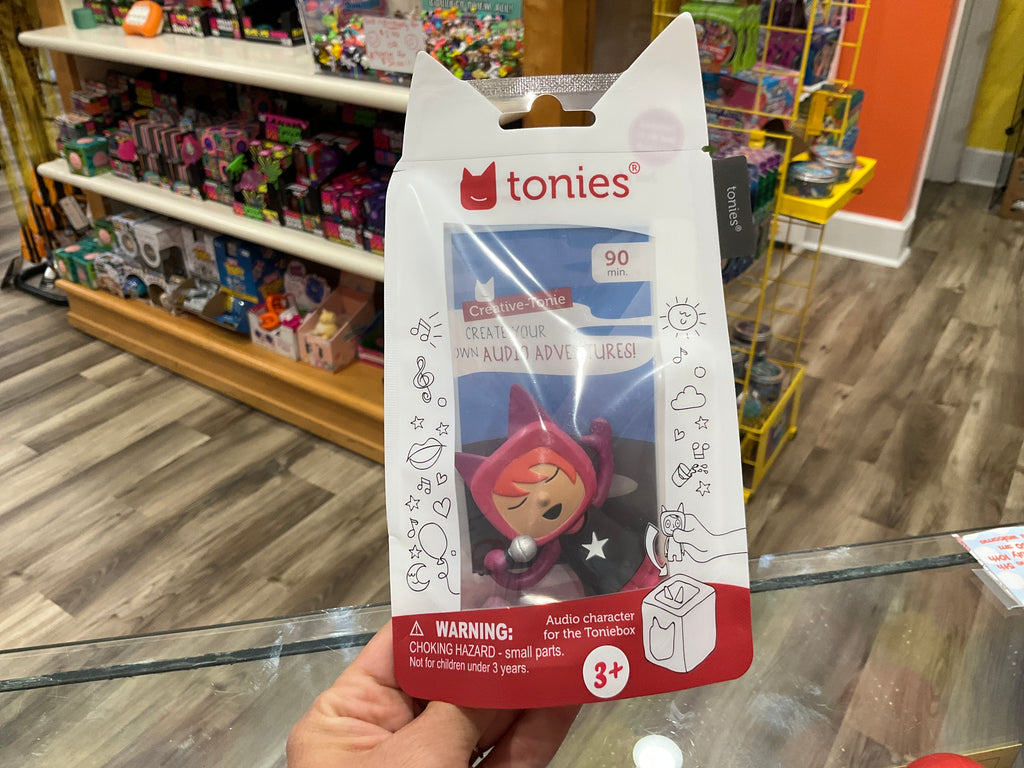 tonies®
tonies®
90
min.
Creative-Tonie
CREATE YOUR
OWN AUDIO ADVENTURES!
WARNING:
CHOKING HAZARD - small parts.
Not for children under 3 years.
Audio character
for the Toniebox
3+